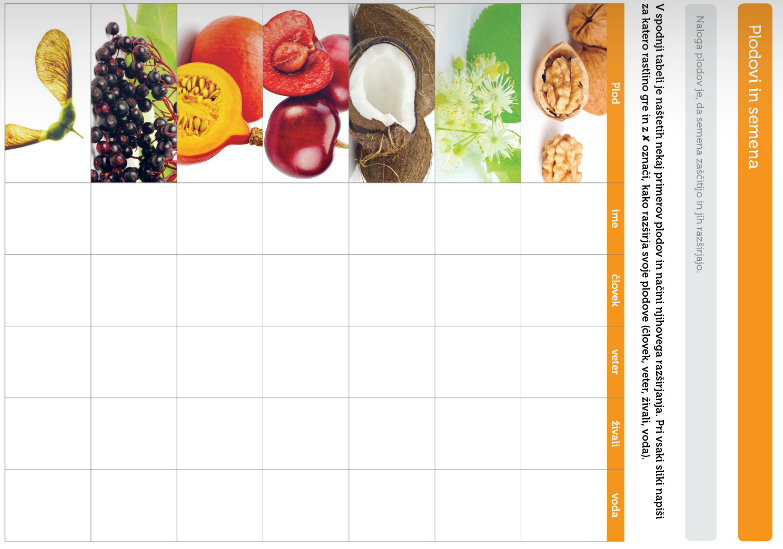 Plodovi in semena
Naloga plodov je, da semena zaščitijo in jih razširjajo.
V spodnji tabeli je naštetih nekaj primerov plodov in načini njihovega razširjanja. Pri vsaki sliki napiši
za katero rastlino gre in z X označi, kako razširja svoje plodove (človek, veter, živali, voda).
Plod ime človek veter živali voda